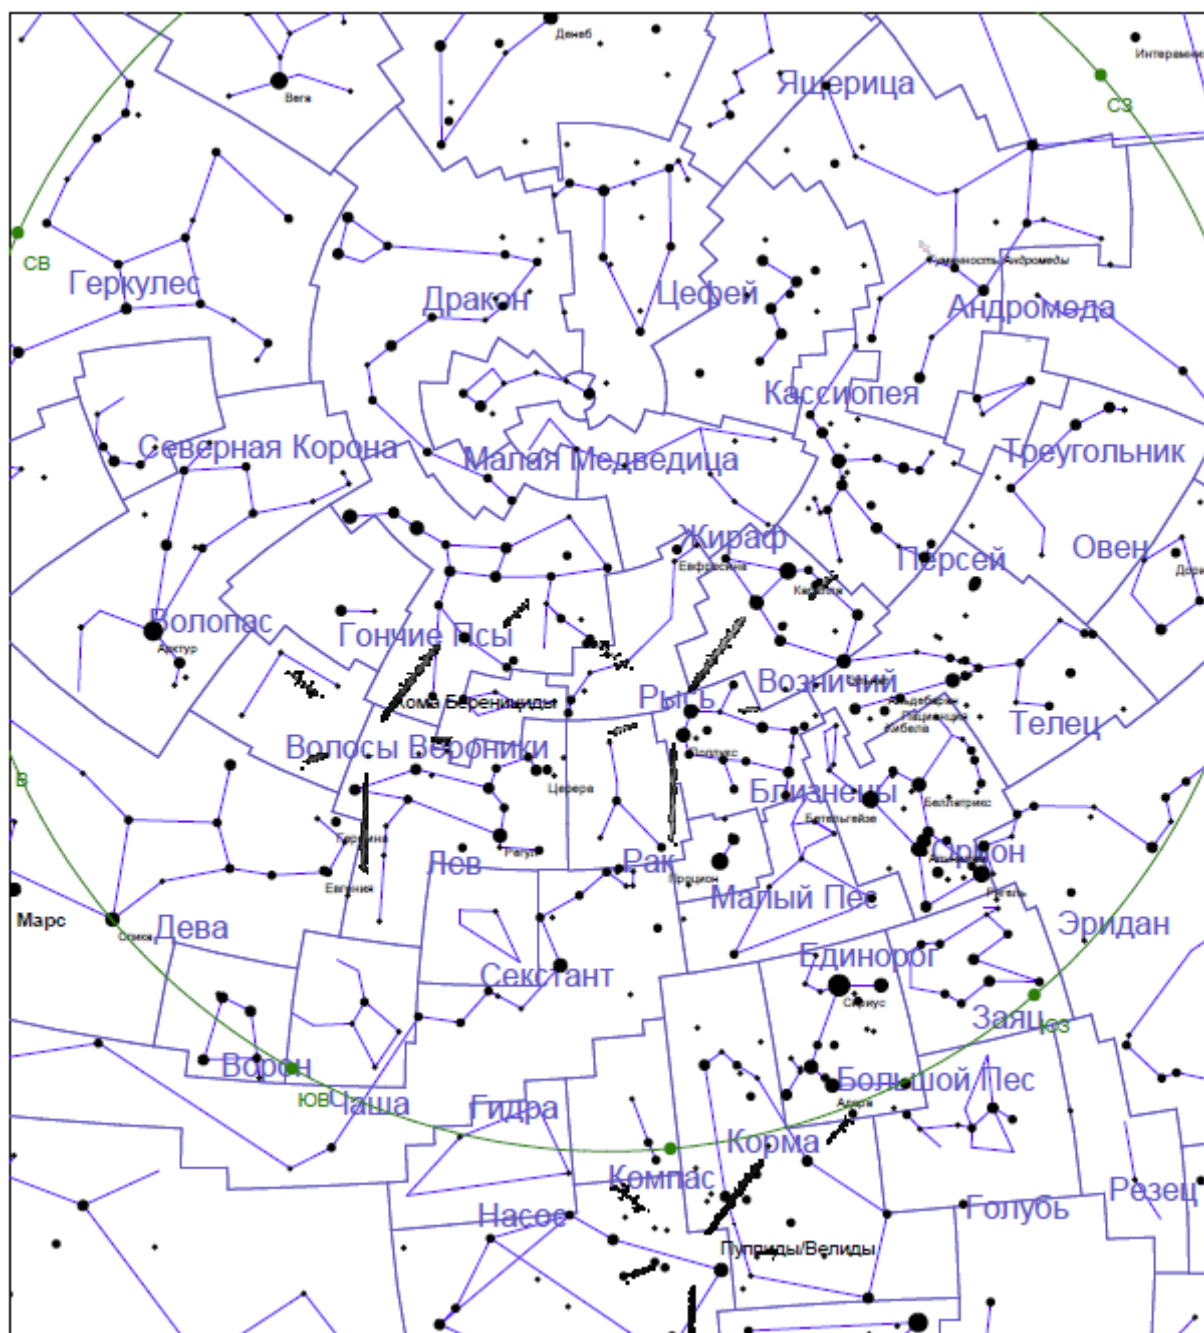 Денеб
Интерамния
Вега
Ящерица
СЗ
СВ
Туманность Андромеды
Геркулес
Дракон
Цефей
Андромеда
Кассиопея
Северная Корона
Малая Медведица
Треугольник
Жираф
Овен
Персей
Евфросина
Капелла
Волопас
Гончие Псы
Арктур
Рысь
Возничий
Альдебаран
Кома Беренициды
Пациенция
Телец
Кибела
Волосы Вероники
Поллукс
В
Церера
Близнецы
Беллатрикс
Бетельгейзе
Регул
Орион
Лев
Рак
Процион
Евгения
Малый Пес
Ригель
Марс
Спика
Дева
Эридан
Единорог
Секстант
Сириус
Заяц
ЮЗ
Ворон
Большой Пес
ЮВ
Чаша
Гидра
Адара
Корма
Компас
Резец
Голубь
Насос
Пуппиды/Велиды